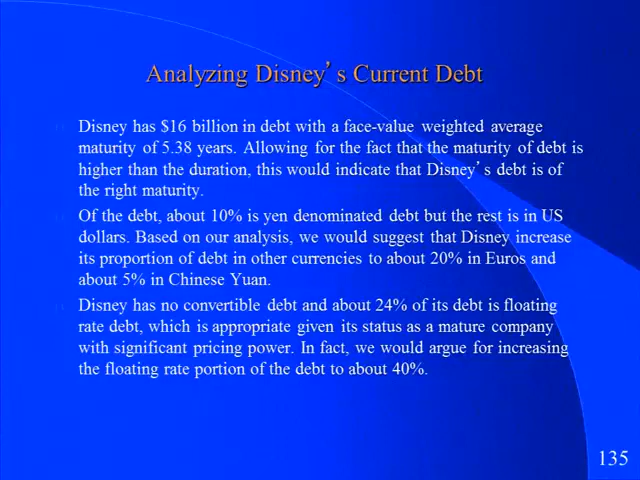 Analyzing Disney’s Current Debt
Disney has $16 billion in debt with a face-value weighted average
maturity of 5.38 years. Allowing for the fact that the maturity of debt is
higher than the duration, this would indicate that Disney’s debt is of
the right maturity.
Of the debt, about 10% is yen denominated debt but the rest is in US
dollars. Based on our analysis, we would suggest that Disney increase
its proportion of debt in other currencies to about 20% in Euros and
about 5% in Chinese Yuan.
Disney has no convertible debt and about 24% of its debt is floating
rate debt, which is appropriate given its status as a mature company
with significant pricing power. In fact, we would argue for increasing
the floating rate portion of the debt to about 40%.
135